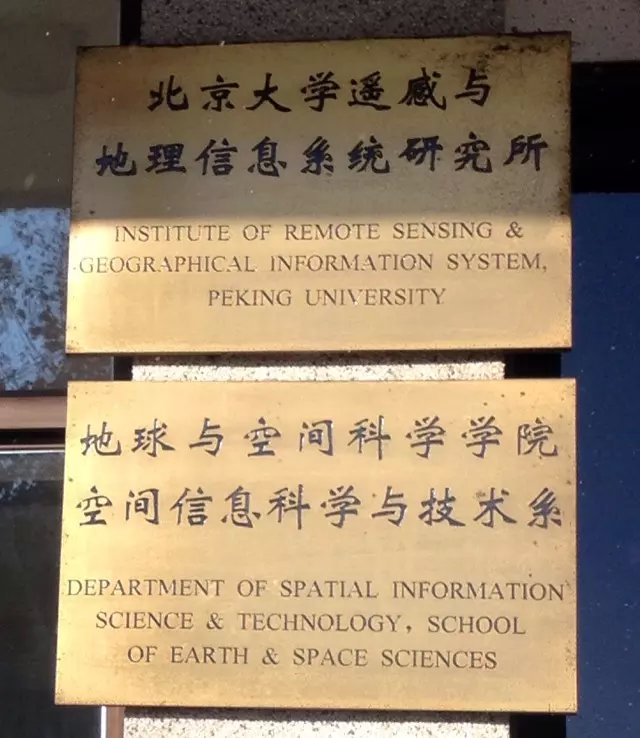 北京大学遥感与
地理信息系统研究所
INSTITUTE OF REMOTE SENSING &
GEOGRAPHICAL INFORMATION SYSTEM,
PEKING UNIVERSITY
地球与空间科学学院
空间信息科学与技术系
DEPARTMENT OF SPATIAL INFORMATION
SCIENCE & TECHNOLOGY, SCHOOL
OF EARTH & SPACE SCIENCES